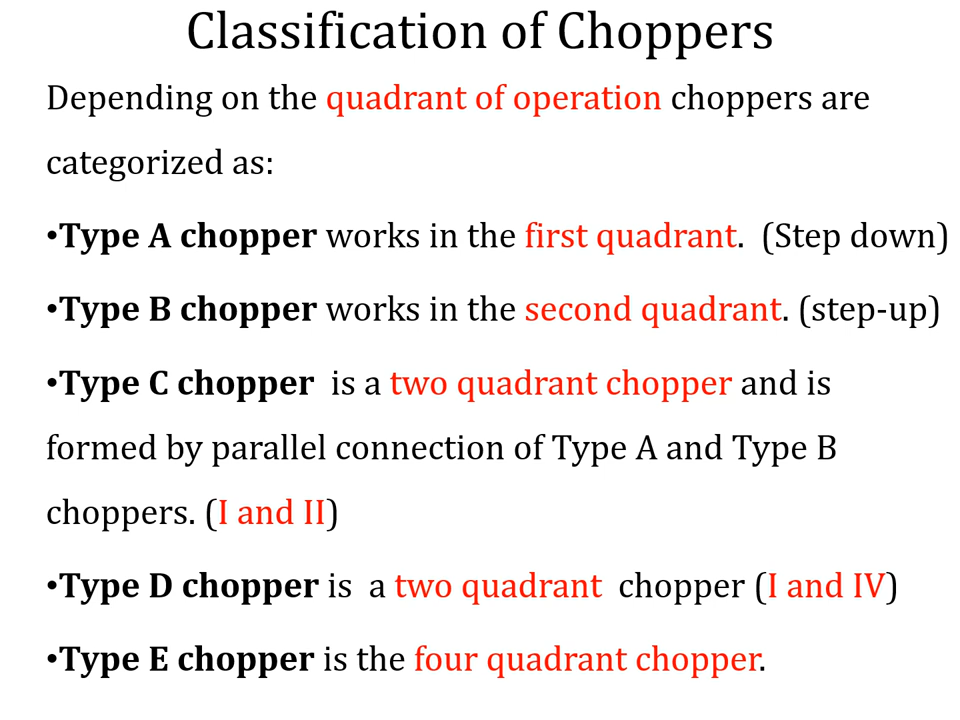 Classification of Choppers
Depending on the quadrant of operation choppers are
categorized as:
•Type A chopper works in the first quadrant.  (Step down)
•Type B chopper works in the second quadrant. (step-up)
•Type C chopper  is a two quadrant chopper and is
formed by parallel connection of Type A and Type B
choppers. (I and II)
•Type D chopper is  a two quadrant  chopper (I and IV)
•Type E chopper is the four quadrant chopper.